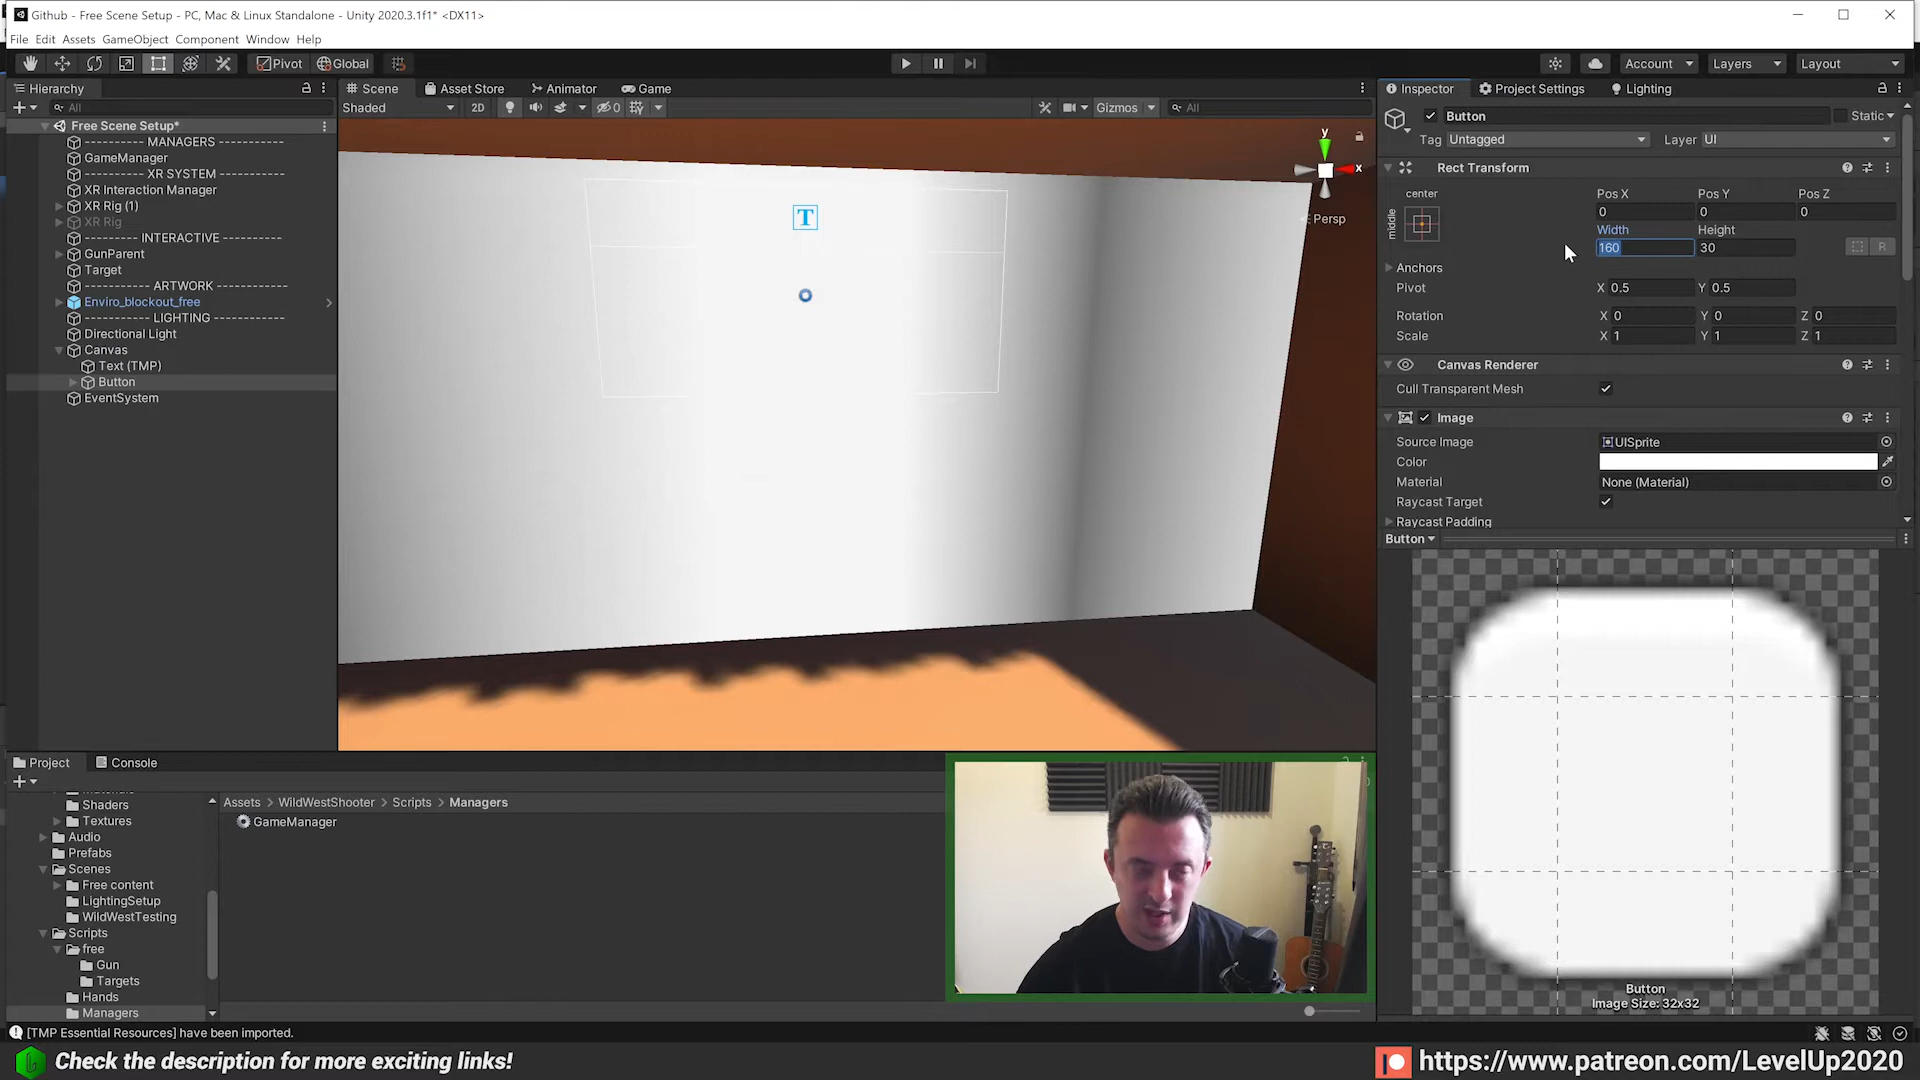 Github - Free Scene Setup - PC, Mac & Linux Standalone - Unity 2020.3.1f1* <DX11>
File Edit Assets GameObject Component Window Help
Pivot Global Account Layers Layout
Hierarchy
All
Free Scene Setup*
----------- MANAGERS -----------
GameManager
----------- XR SYSTEM -----------
XR Interaction Manager
XR Rig (1)
XR Rig
--------- INTERACTIVE ----------
GunParent
Target
----------- ARTWORK -----------
Enviro_blockout_free
----------- LIGHTING -----------
Directional Light
Canvas
Text (TMP)
Button
EventSystem
Scene Asset Store Animator Game
Shaded 2D 0 Gizmos All
T
y
x
Persp
Inspector Project Settings Lighting
Button Static
Tag Untagged Layer UI
Rect Transform
center
middle
Pos X Pos Y Pos Z
0 0 0
Width Height
160 30 R
Anchors
Pivot X 0.5 Y 0.5
Rotation X 0 Y 0 Z 0
Scale X 1 Y 1 Z 1
Canvas Renderer
Cull Transparent Mesh
Image
Source Image UISprite
Color
Material None (Material)
Raycast Target
Raycast Padding
Button
Button
Image Size: 32x32
Project Console
Shaders
Textures
Audio
Prefabs
Scenes
Free content
LightingSetup
WildWestTesting
Scripts
free
Gun
Targets
Hands
Managers
Assets > WildWestShooter > Scripts > Managers
GameManager
[TMP Essential Resources] have been imported.
Check the description for more exciting links!
https://www.patreon.com/LevelUp2020